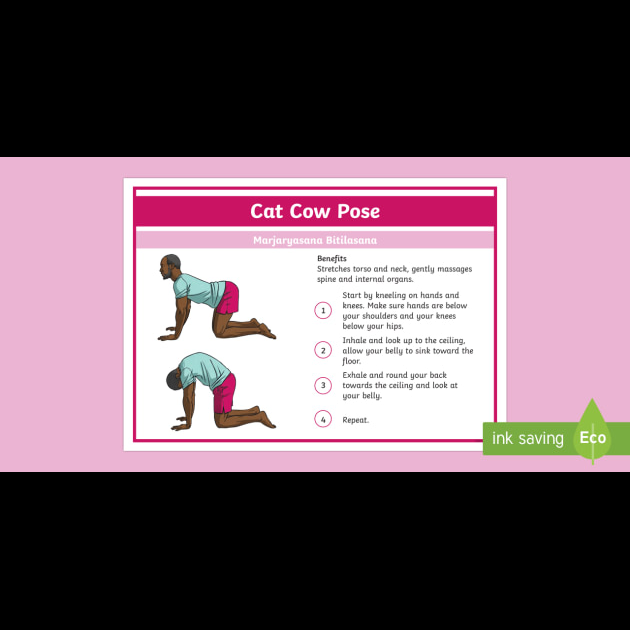 Cat Cow Pose
Marjaryasana Bitilasana
Benefits
Stretches torso and neck, gently massages
spine and internal organs.
1
Start by kneeling on hands and
knees. Make sure hands are below
your shoulders and your knees
below your hips.
2
Inhale and look up to the ceiling,
allow your belly to sink toward the
floor.
3
Exhale and round your back
towards the ceiling and look at
your belly.
4
Repeat.
ink saving
Eco